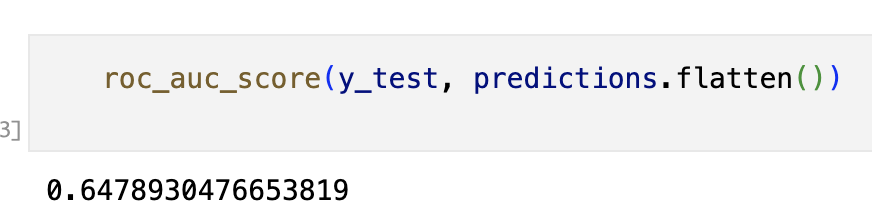 roc_auc_score(y_test, predictions.flatten())
3]
0.6478930476653819